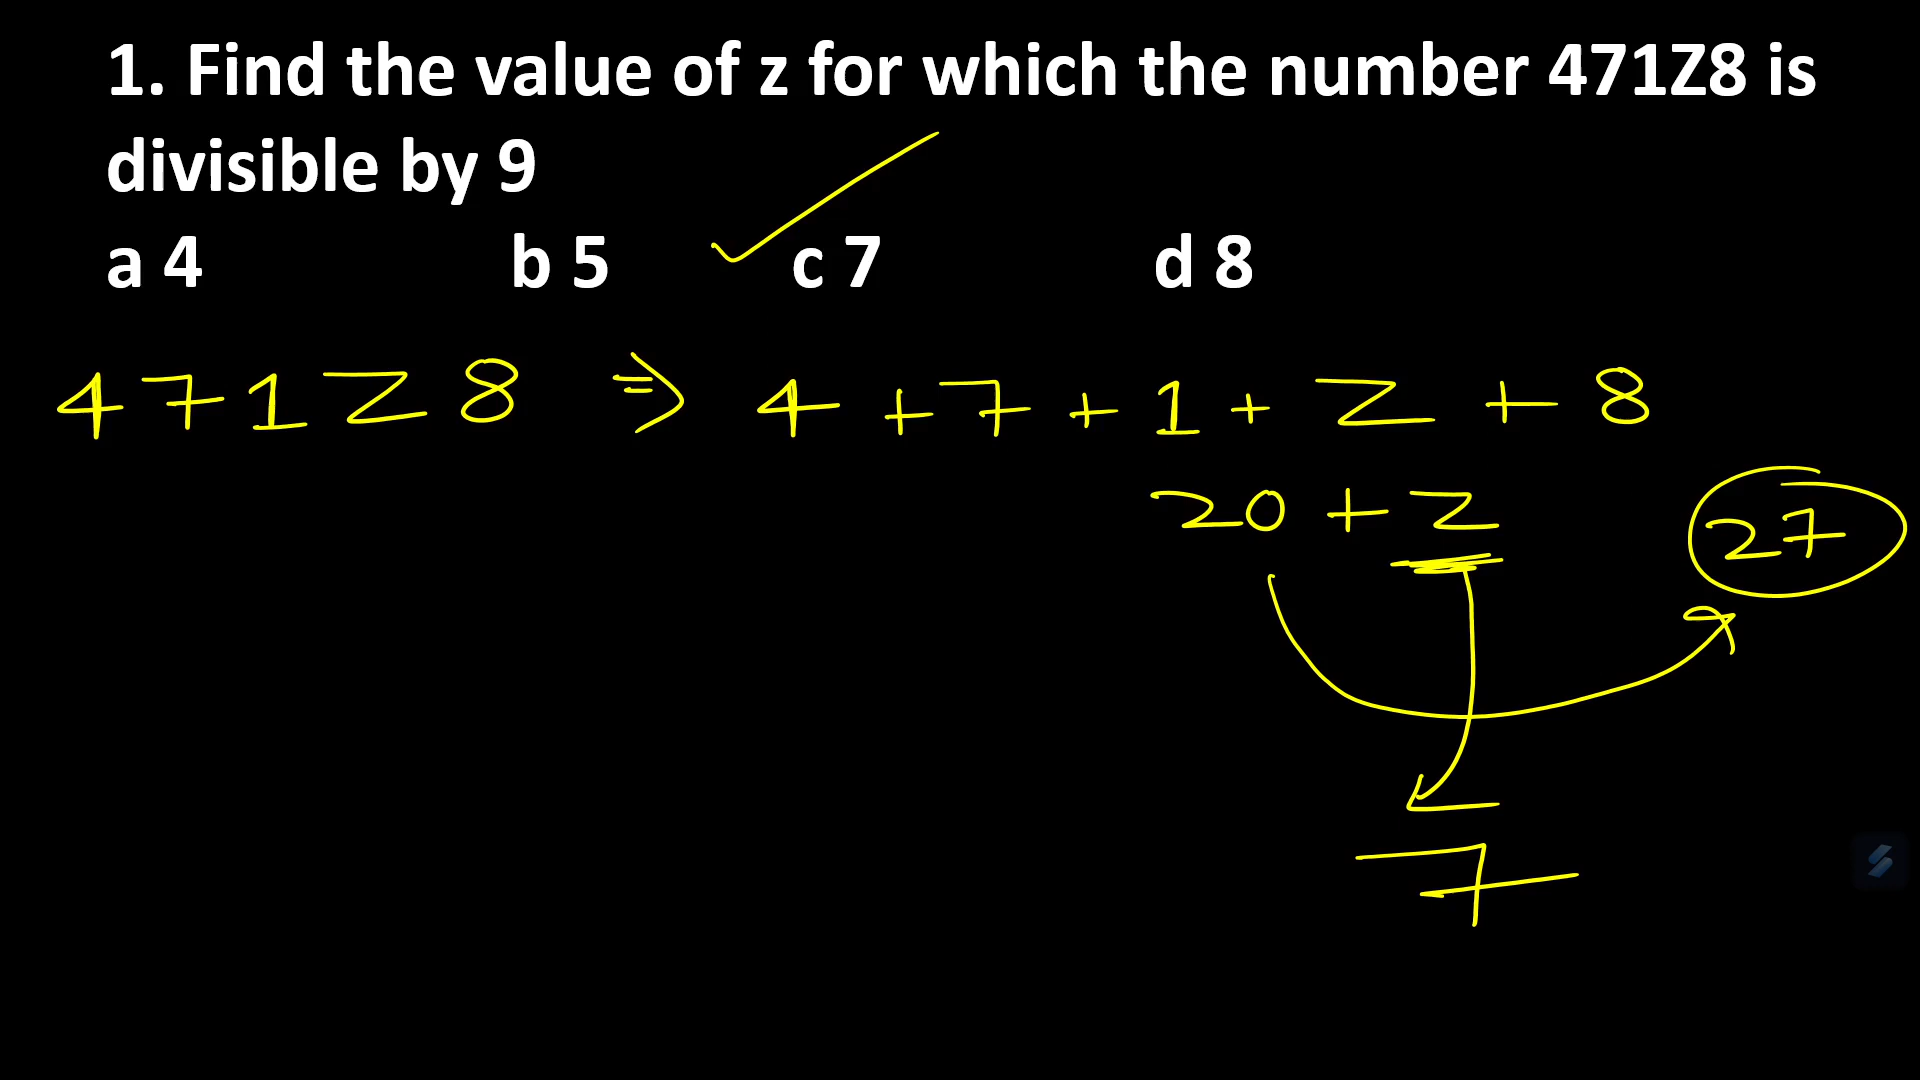 1. Find the value of z for which the number 471Z8 is
divisible by 9
a 4 b 5 c 7 d 8
471Z8 ⇒ 4+7+1+Z+8
20+Z
27
7